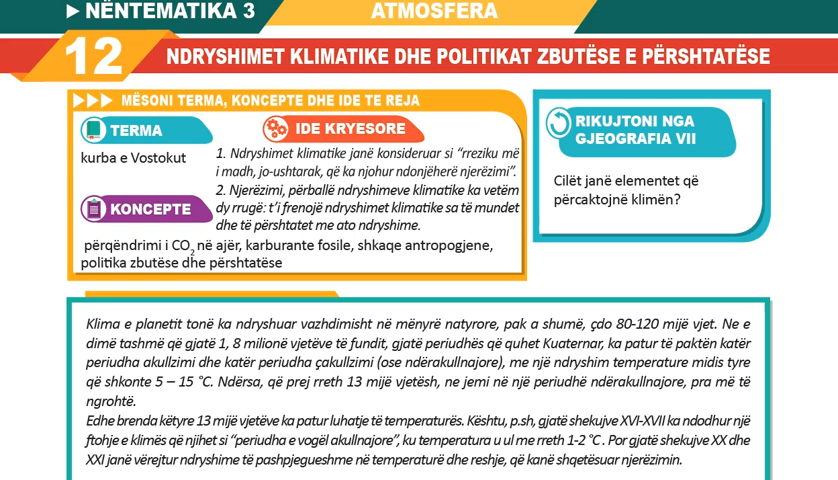 ▶ NËNTEMATIKA 3
ATMOSFERA
12
NDRYSHIMET KLIMATIKE DHE POLITIKAT ZBUTËSE E PËRSHTATËSE
MËSONI TERMA, KONCEPTE DHE IDE TE REJA
TERMA
kurba e Vostokut
KONCEPTE
IDE KRYESORE
1. Ndryshimet klimatike janë konsideruar si “rreziku më
i madh, jo-ushtarak, që ka njohur ndonjëherë njerëzimi”.
2. Njerëzimi, përballë ndryshimeve klimatike ka vetëm
dy rrugë: t’i frenojë ndryshimet klimatike sa të mundet
dhe të përshtatet me ato ndryshime.
përqëndrimi i CO2 në ajër, karburante fosile, shkaqe antropogjene,
politika zbutëse dhe përshtatëse
RIKUJTONI NGA
GJEOGRAFIA VII
Cilët janë elementet që
përcaktojnë klimën?
Klima e planetit tonë ka ndryshuar vazhdimisht në mënyrë natyrore, pak a shumë, çdo 80-120 mijë vjet. Ne e
dimë tashmë që gjatë 1, 8 milionë vjetëve të fundit, gjatë periudhës që quhet Kuaternar, ka patur të paktën katër
periudha akullzimi dhe katër periudha çakullzimi (ose ndërakullnajore), me një ndryshim temperature midis tyre
që shkonte 5 – 15 °C. Ndërsa, që prej rreth 13 mijë vjetësh, ne jemi në një periudhë ndërakullnajore, pra më të
ngrohtë.
Edhe brenda këtyre 13 mijë vjetëve ka patur luhatje të temperaturës. Kështu, p.sh, gjatë shekujve XVI-XVII ka ndodhur një
ftohje e klimës që njihet si “periudha e vogël akullnajore”, ku temperatura u ul me rreth 1-2 °C . Por gjatë shekujve XX dhe
XXI janë vërejtur ndryshime të pashpjegueshme në temperaturë dhe reshje, që kanë shqetësuar njerëzimin.